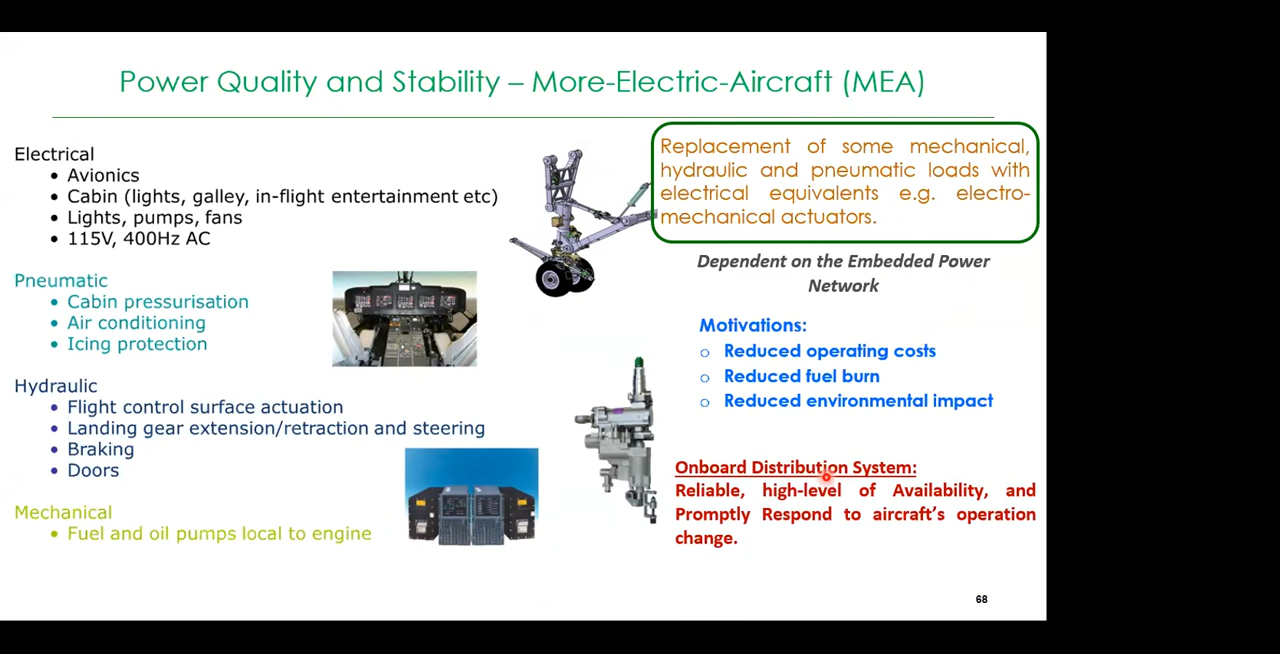 Power Quality and Stability – More-Electric-Aircraft (MEA)
Electrical
• Avionics
• Cabin (lights, galley, in-flight entertainment etc)
• Lights, pumps, fans
• 115V, 400Hz AC
Pneumatic
• Cabin pressurisation
• Air conditioning
• Icing protection
Hydraulic
• Flight control surface actuation
• Landing gear extension/retraction and steering
• Braking
• Doors
Mechanical
• Fuel and oil pumps local to engine
Replacement of some mechanical,
hydraulic and pneumatic loads with
electrical equivalents e.g. electro-
mechanical actuators.
Dependent on the Embedded Power
Network
Motivations:
o Reduced operating costs
o Reduced fuel burn
o Reduced environmental impact
Onboard Distribution System:
Reliable, high-level of Availability, and
Promptly Respond to aircraft’s operation
change.
68